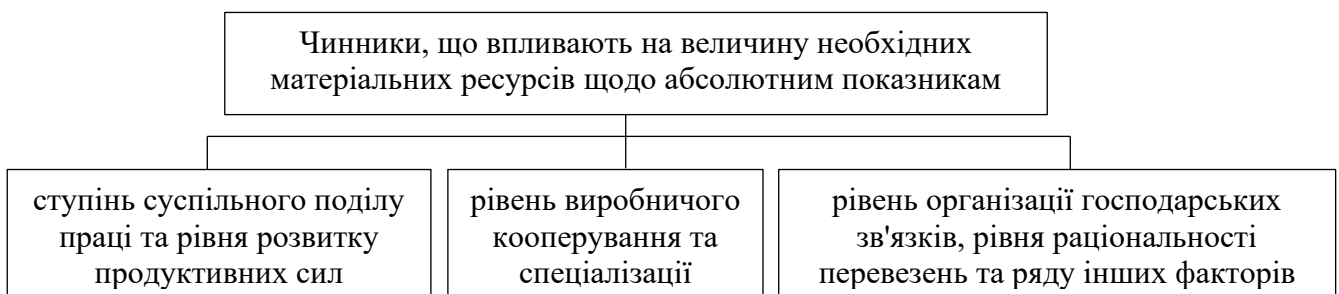 Чинники, що впливають на величину необхідних
матеріальних ресурсів щодо абсолютним показникам
ступінь суспільного поділу
праці та рівня розвитку
продуктивних сил
рівень виробничого
кооперування та
спеціалізації
рівень організації господарських
зв'язків, рівня раціональності
перевезень та ряду інших факторів